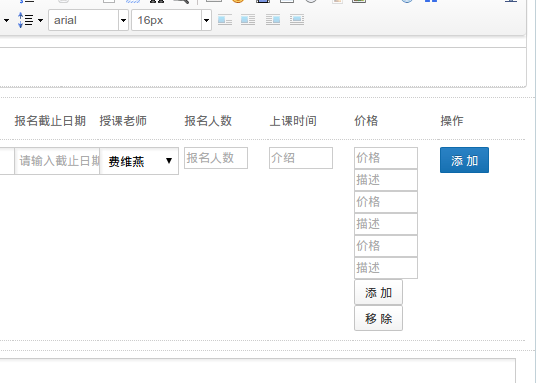 arial 16px
报名截止日期 授课老师 报名人数 上课时间 价格 操作
请输入截止日期 费维燕 报名人数 介绍 价格 添 加
描述
价格
描述
价格
描述
添 加
移 除